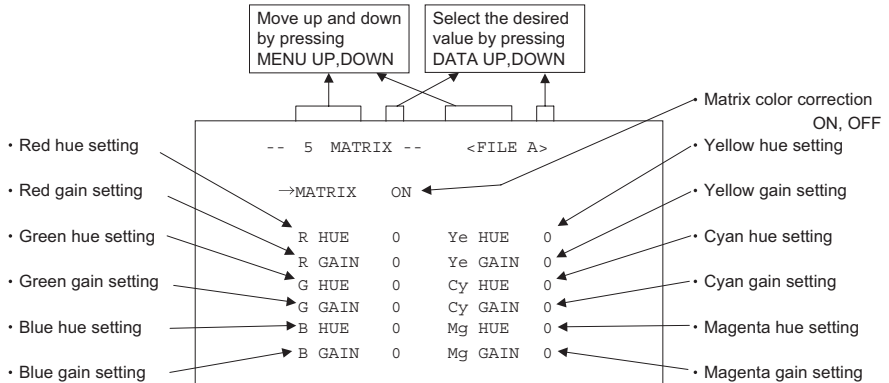 Move up and down
by pressing
MENU UP,DOWN
Select the desired
value by pressing
DATA UP,DOWN
・Matrix color correction
ON, OFF
-- 5 MATRIX -- <FILE A>
→MATRIX ON
R HUE 0 Ye HUE 0
R GAIN 0 Ye GAIN 0
G HUE 0 Cy HUE 0
G GAIN 0 Cy GAIN 0
B HUE 0 Mg HUE 0
B GAIN 0 Mg GAIN 0
・Red hue setting
・Red gain setting
・Green hue setting
・Green gain setting
・Blue hue setting
・Blue gain setting
・Yellow hue setting
・Yellow gain setting
・Cyan hue setting
・Cyan gain setting
・Magenta hue setting
・Magenta gain setting